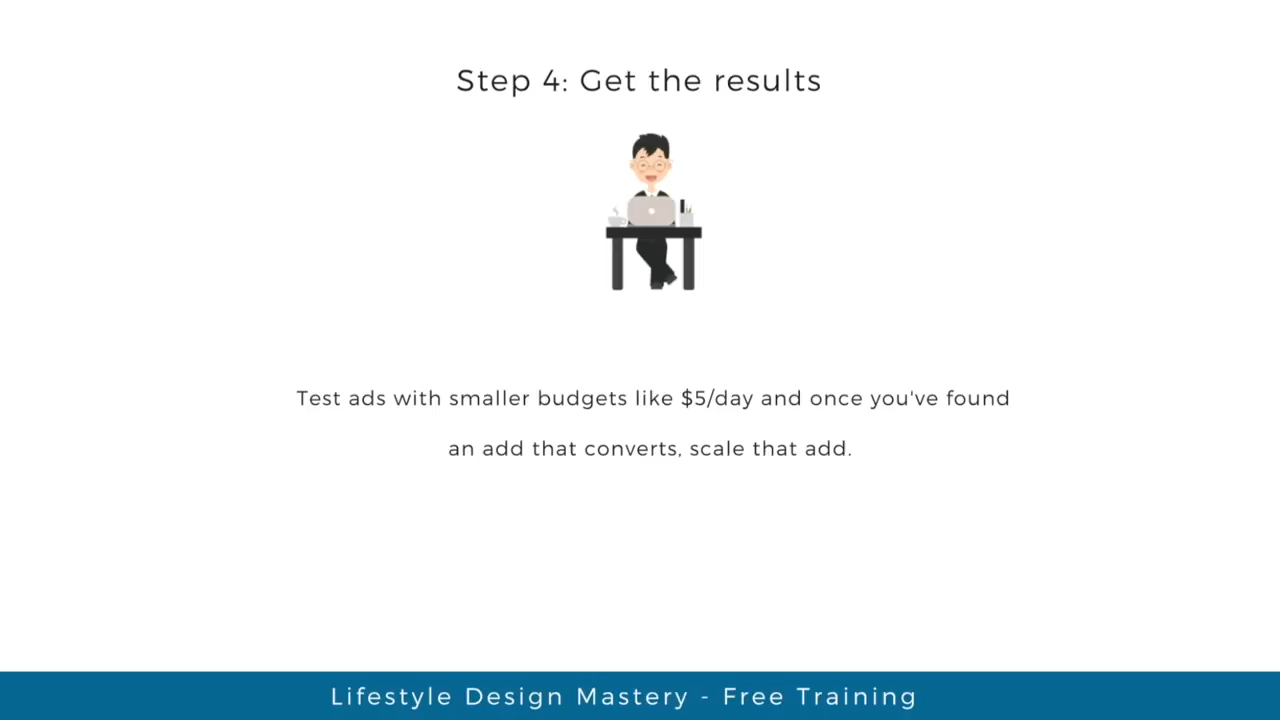 Step 4: Get the results
Test ads with smaller budgets like $5/day and once you've found
an add that converts, scale that add.
Lifestyle Design Mastery - Free Training